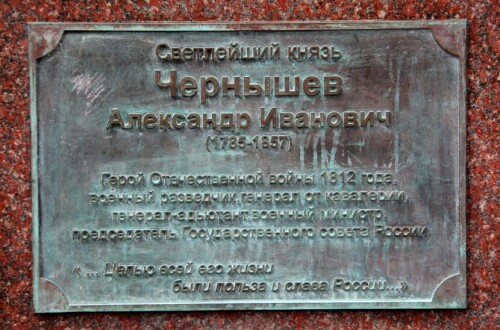 Светлейший князь
Чернышев
Александр Иванович
(1785-1857)
Герой Отечественной войны 1812 года,
военный разведчик, генерал от кавалерии,
генерал-адьютант, военный министр,
председатель Государственного совета России
« ... Целью всей его жизни
были польза и слава России...»